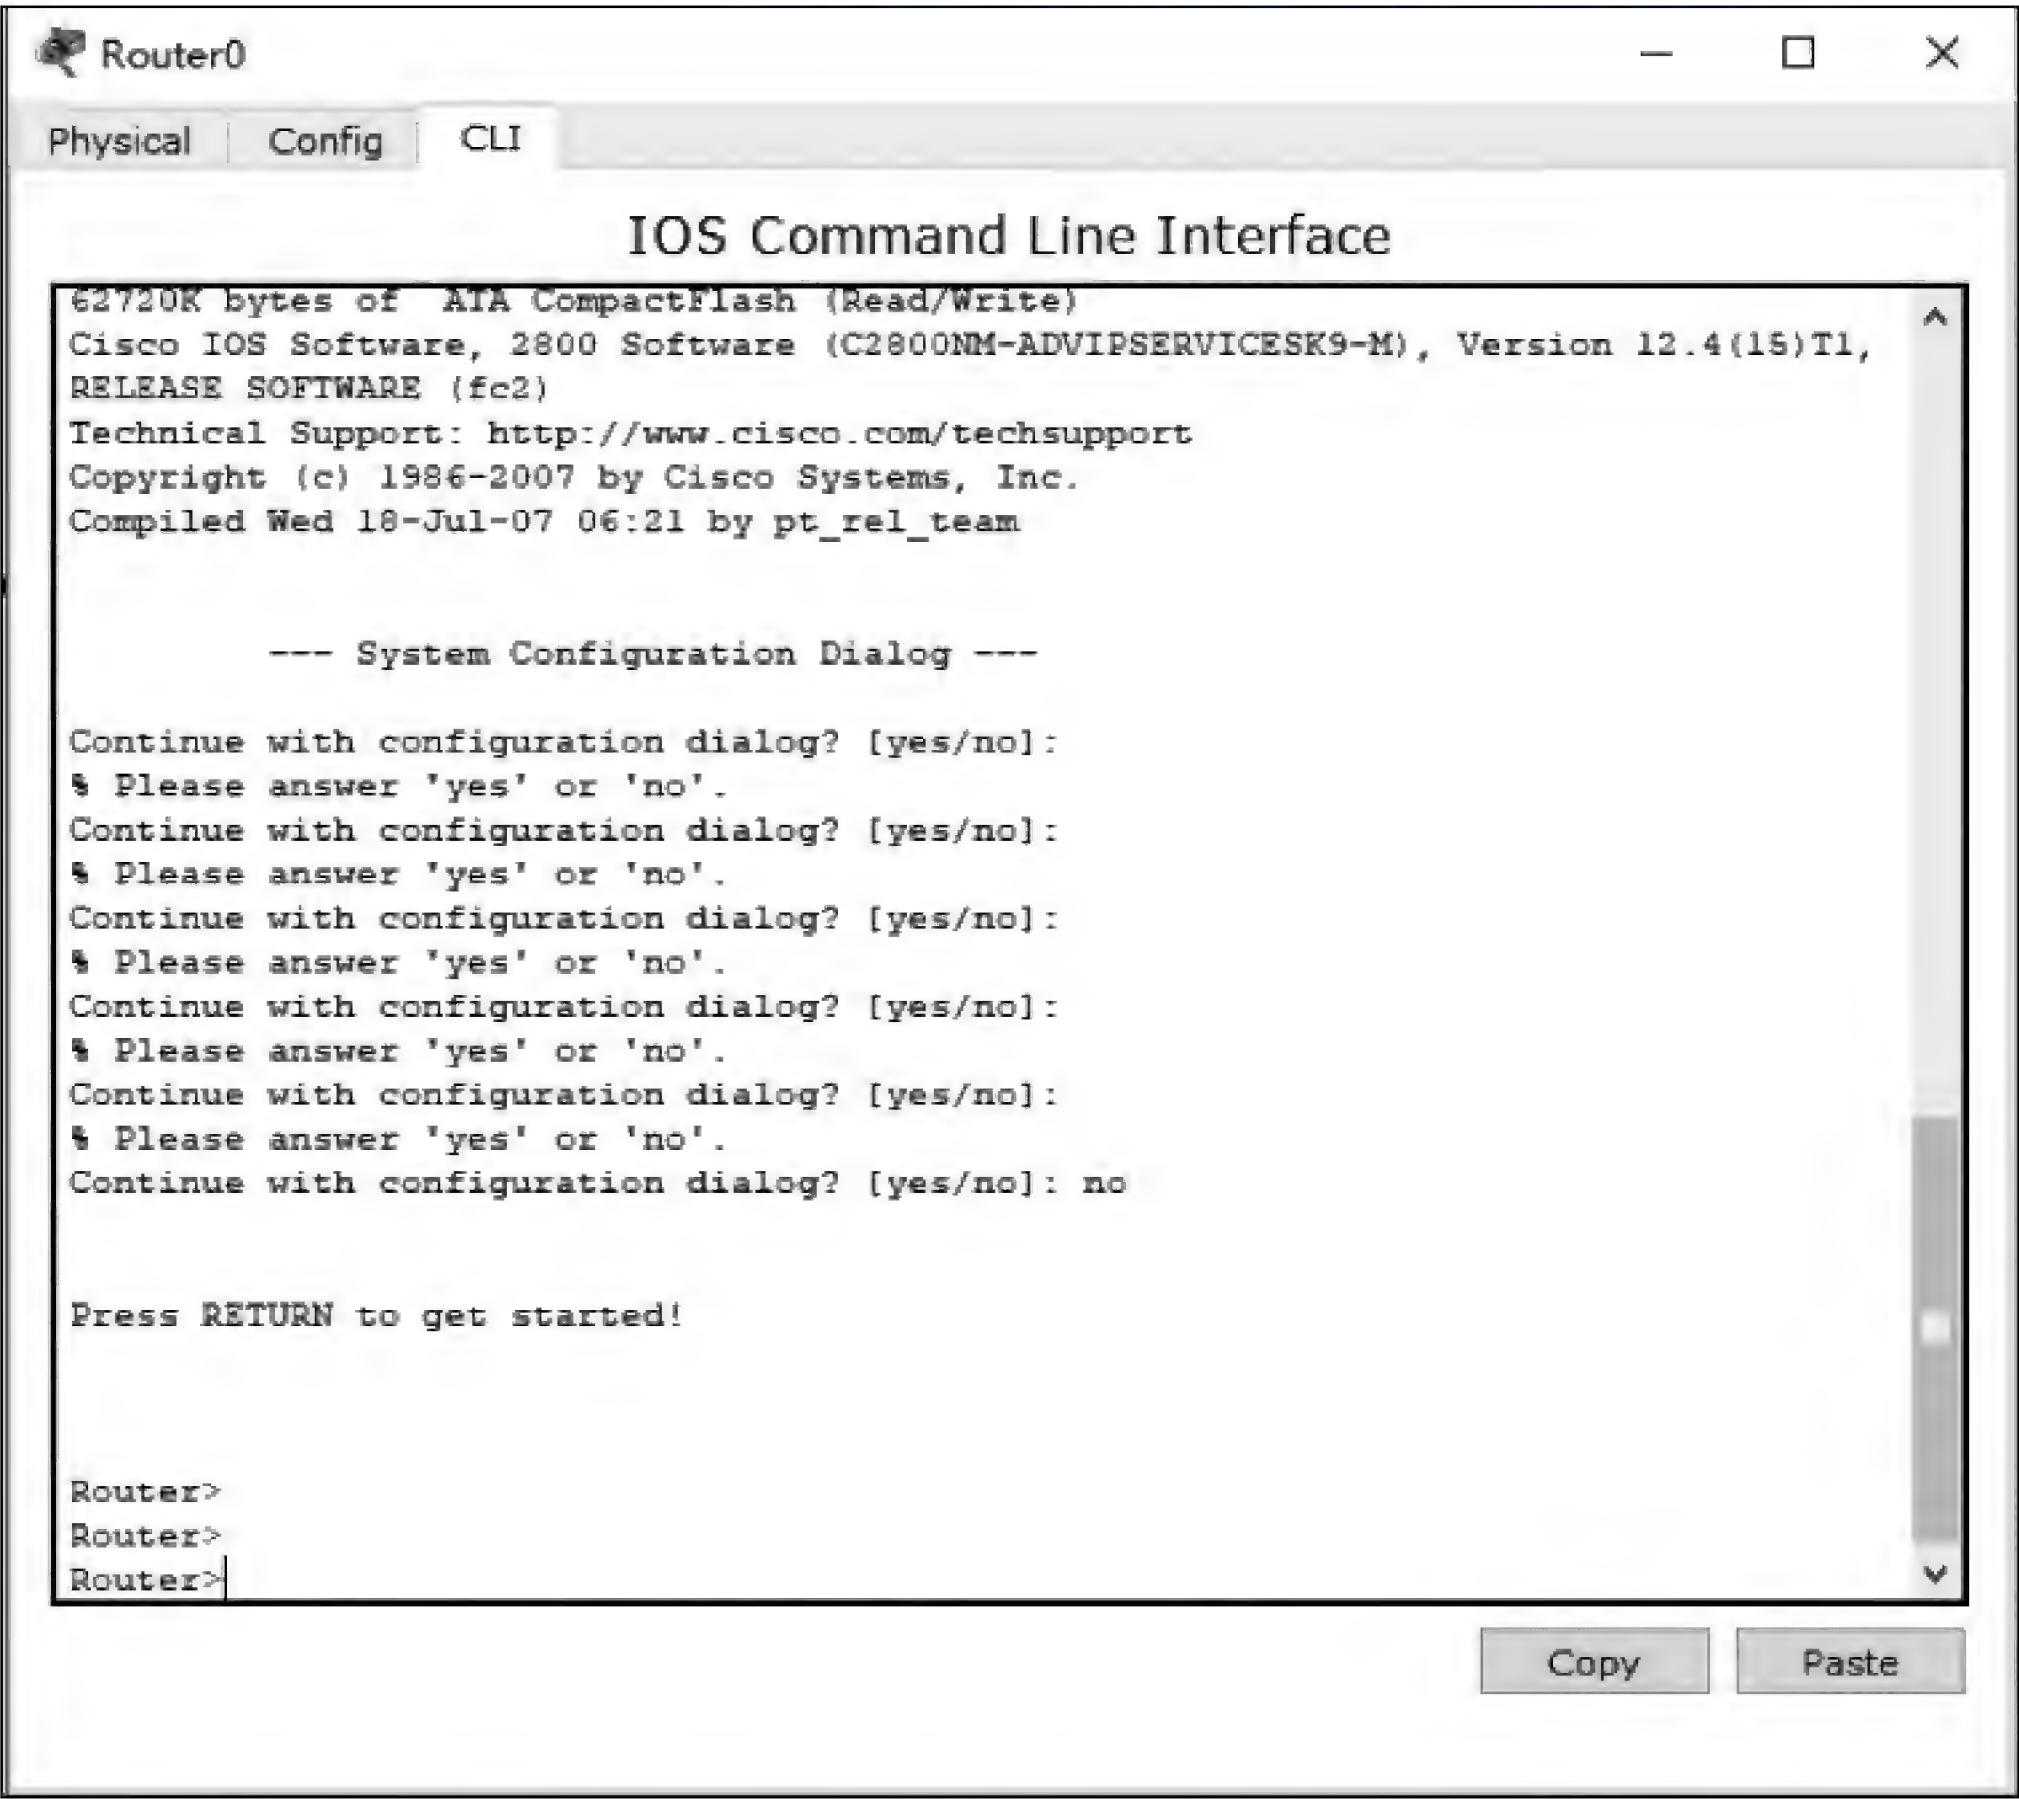 Router0
Physical Config CLI
IOS Command Line Interface
62720K bytes of  ATA CompactFlash (Read/Write)
Cisco IOS Software, 2800 Software (C2800NM-ADVIPSERVICESK9-M), Version 12.4(15)T1,
RELEASE SOFTWARE (fc2)
Technical Support: http://www.cisco.com/techsupport
Copyright (c) 1986-2007 by Cisco Systems, Inc.
Compiled Wed 18-Jul-07 06:21 by pt_rel_team
--- System Configuration Dialog ---
Continue with configuration dialog? [yes/no]:
% Please answer 'yes' or 'no'.
Continue with configuration dialog? [yes/no]:
% Please answer 'yes' or 'no'.
Continue with configuration dialog? [yes/no]:
% Please answer 'yes' or 'no'.
Continue with configuration dialog? [yes/no]:
% Please answer 'yes' or 'no'.
Continue with configuration dialog? [yes/no]:
% Please answer 'yes' or 'no'.
Continue with configuration dialog? [yes/no]: no
Press RETURN to get started!
Router>
Router>
Router>
Copy Paste